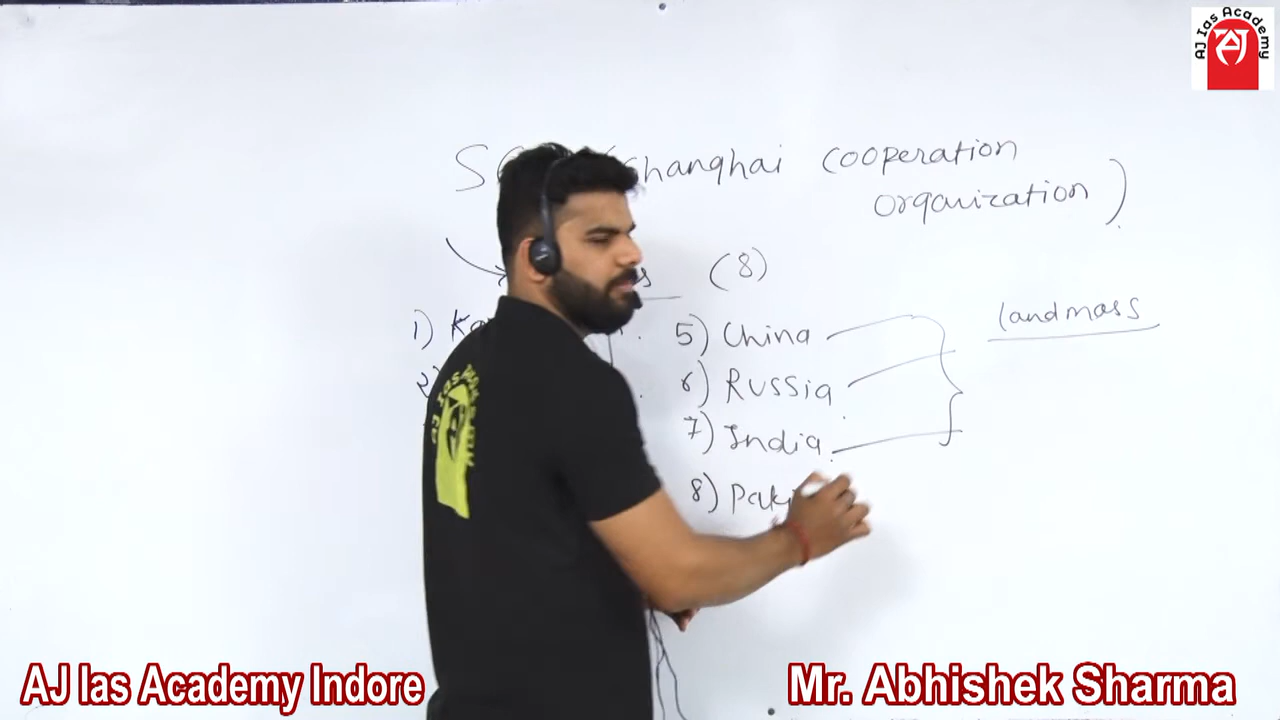 AJ Ias Academy
Shanghai Cooperation
organization )
(8)
landmass
1)
5) China
6) Russia
7) India
8)
AJ Ias Academy Indore
Mr. Abhishek Sharma